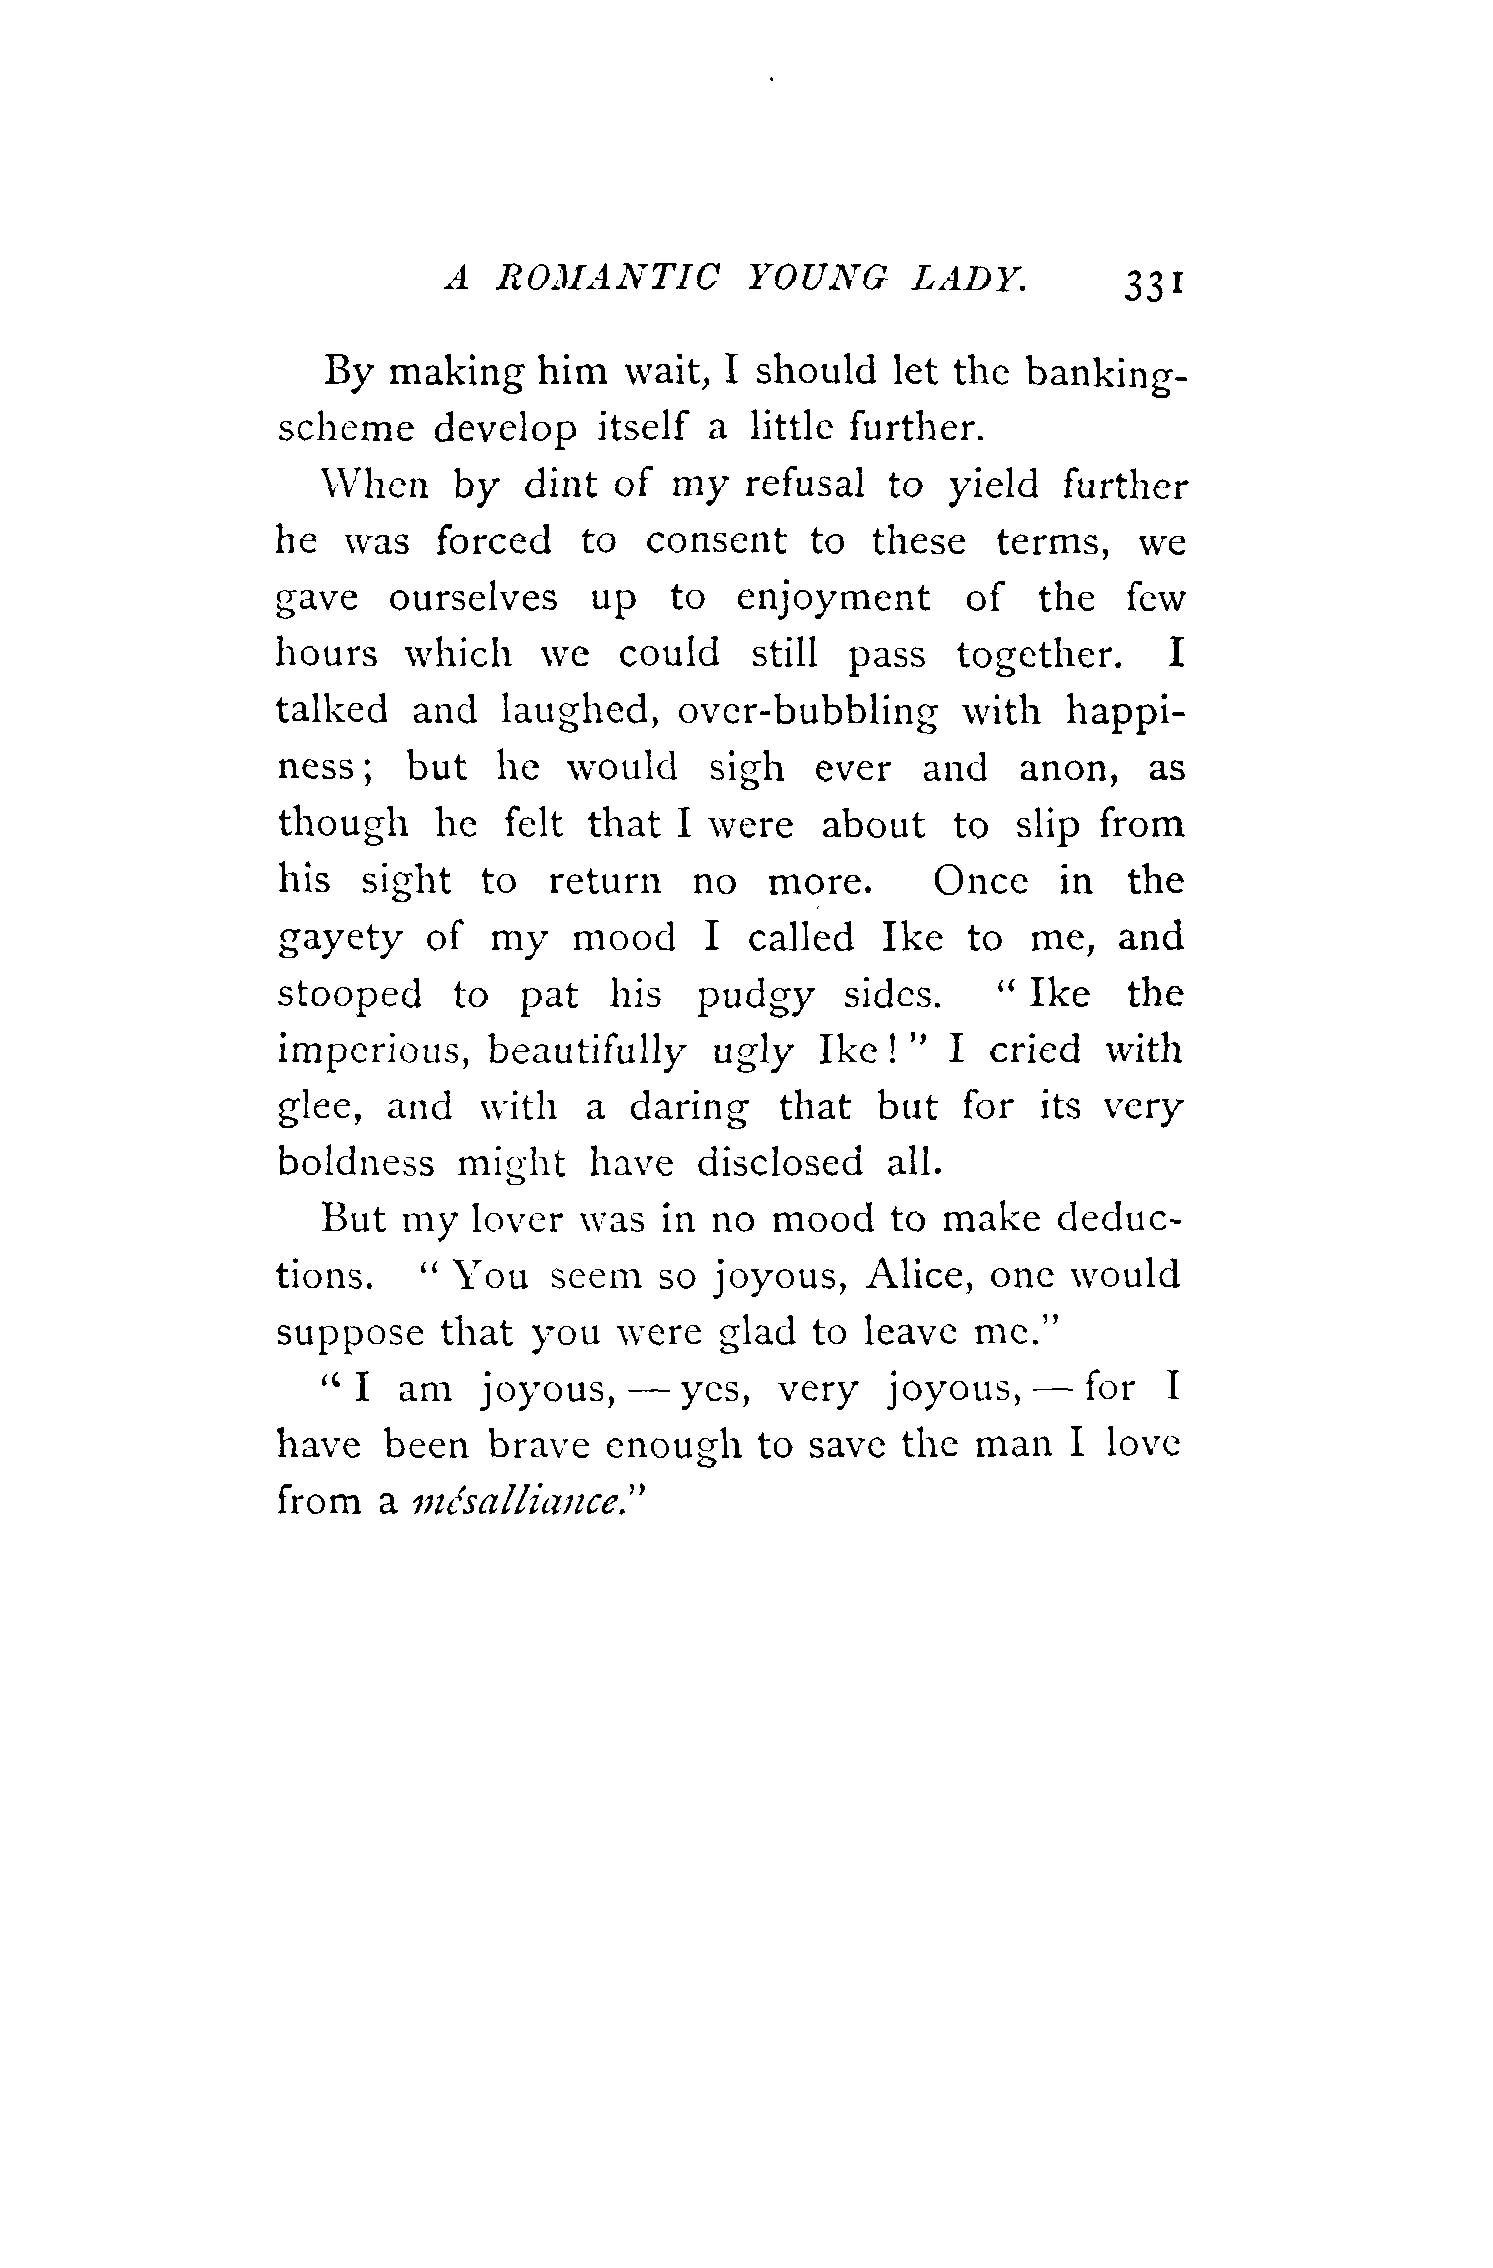 A ROMANTIC YOUNG LADY. 331
By making him wait, I should let the banking-
scheme develop itself a little further.
When by dint of my refusal to yield further
he was forced to consent to these terms, we
gave ourselves up to enjoyment of the few
hours which we could still pass together. I
talked and laughed, over-bubbling with happi-
ness; but he would sigh ever and anon, as
though he felt that I were about to slip from
his sight to return no more. Once in the
gayety of my mood I called Ike to me, and
stooped to pat his pudgy sides. "Ike the
imperious, beautifully ugly Ike!" I cried with
glee, and with a daring that but for its very
boldness might have disclosed all.
But my lover was in no mood to make deduc-
tions. "You seem so joyous, Alice, one would
suppose that you were glad to leave me."
"I am joyous, — yes, very joyous, — for I
have been brave enough to save the man I love
from a mésalliance."